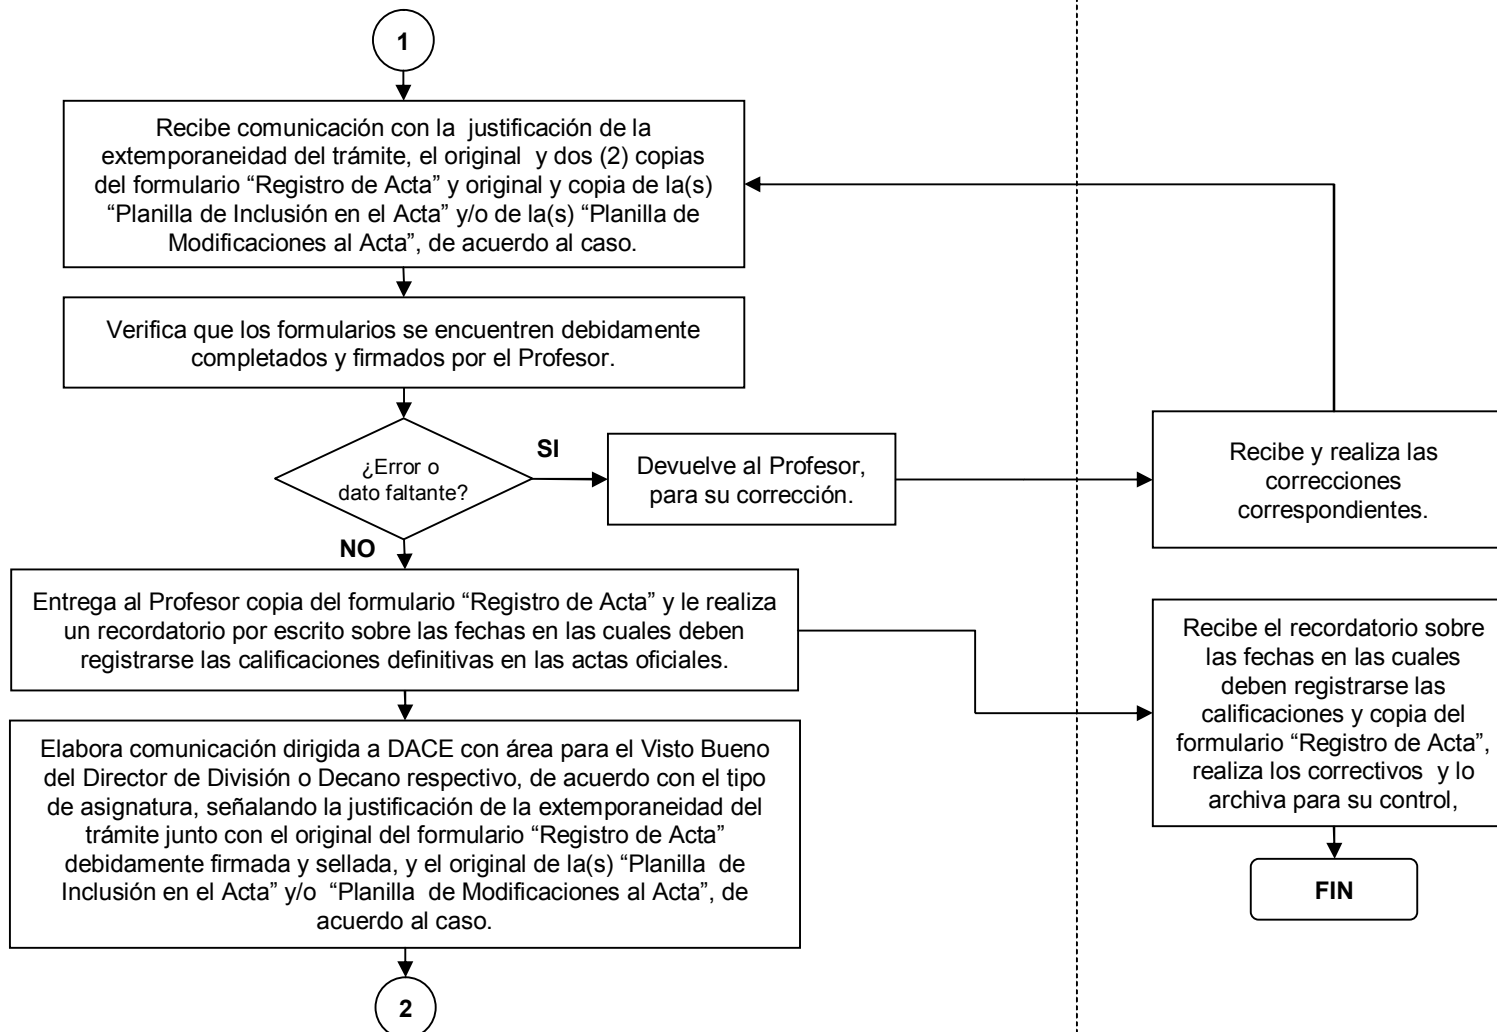 1
Recibe comunicación con la justificación de la
extemporaneidad del trámite, el original y dos (2) copias
del formulario “Registro de Acta” y original y copia de la(s)
“Planilla de Inclusión en el Acta” y/o de la(s) “Planilla de
Modificaciones al Acta”, de acuerdo al caso.
Verifica que los formularios se encuentren debidamente
completados y firmados por el Profesor.
¿Error o
dato faltante?
SI
Devuelve al Profesor,
para su corrección.
Recibe y realiza las
correcciones
correspondientes.
NO
Entrega al Profesor copia del formulario “Registro de Acta” y le realiza
un recordatorio por escrito sobre las fechas en las cuales deben
registrarse las calificaciones definitivas en las actas oficiales.
Recibe el recordatorio sobre
las fechas en las cuales
deben registrarse las
calificaciones y copia del
formulario “Registro de Acta”,
realiza los correctivos y lo
archiva para su control,
FIN
Elabora comunicación dirigida a DACE con área para el Visto Bueno
del Director de División o Decano respectivo, de acuerdo con el tipo
de asignatura, señalando la justificación de la extemporaneidad del
trámite junto con el original del formulario “Registro de Acta”
debidamente firmada y sellada, y el original de la(s) “Planilla de
Inclusión en el Acta” y/o “Planilla de Modificaciones al Acta”, de
acuerdo al caso.
2